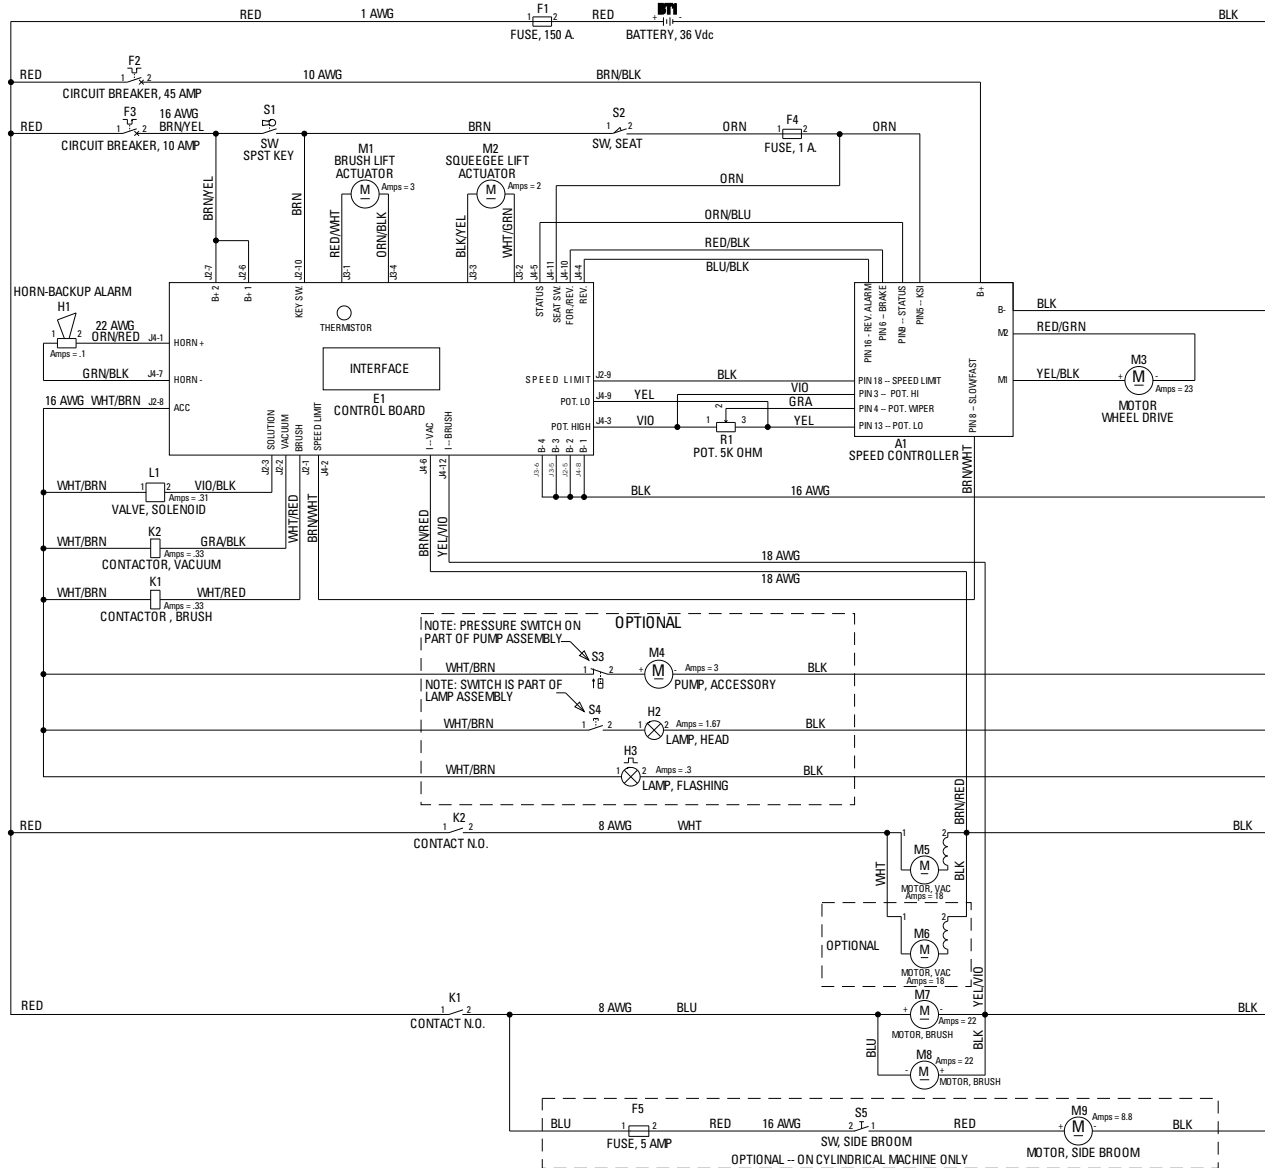 RED 1 AWG F1 RED BT1 BLK
1 2 + -
FUSE, 150 A. BATTERY, 36 Vdc
RED F2 10 AWG BRN/BLK
1 2
CIRCUIT BREAKER, 45 AMP
RED F3 16 AWG S1 BRN S2 ORN F4 ORN
1 2 BRN/YEL 1 2 1 2
CIRCUIT BREAKER, 10 AMP
SW
SPST KEY
SW, SEAT
FUSE, 1 A.
M1
BRUSH LIFT
ACTUATOR
M Amps = 3
M2
SQUEEGEE LIFT
ACTUATOR
M Amps = 2
ORN
ORN/BLU
RED/BLK
BLU/BLK
BRN/YEL
BRN
RED/WHT
ORN/BLK
BLK/YEL
WHT/GRN
J2-7
J2-6
J2-10
J3-1
J3-4
J3-3
J3-2
J4-5
J4-11
J4-10
J4-4
B+ 2
B+ 1
KEY SW.
STATUS
SEAT SW.
FOR./REV.
REV.
THERMISTOR
INTERFACE
E1
CONTROL BOARD
HORN-BACKUP ALARM
H1
1 2
Amps = .1
22 AWG
ORN/RED J4-1 HORN +
GRN/BLK J4-7 HORN -
16 AWG WHT/BRN J2-8 ACC
SPEED LIMIT J2-9 BLK
POT. LO J4-9 YEL
POT. HIGH J4-3 VIO
VIO
GRA
YEL
1 2 3
R1
POT. 5K OHM
PIN 16 - REV. ALARM
PIN 6 -- BRAKE
PIN9 -- STATUS
PIN5 -- KSI
B+
B- BLK
M2 RED/GRN
M1 YEL/BLK
PIN 18 -- SPEED LIMIT
PIN 3 -- POT. HI
PIN 4 -- POT. WIPER
PIN 13 -- POT. LO
PIN 8 -- SLOW/FAST
A1
SPEED CONTROLLER
M3
+ M -
Amps = 23
MOTOR
WHEEL DRIVE
SOLUTION
VACUUM
BRUSH
SPEED LIMIT
I --VAC
I --BRUSH
B- 4
B- 3
B- 2
B- 1
J2-3
J2-2
J2-1
J4-2
J4-6
J4-12
J3-6
J3-5
J2-5
J4-8
BLK 16 AWG
BRN/WHT
WHT/RED
BRN/WHT
BRN/RED
YEL/VIO
WHT/BRN L1 VIO/BLK
1 2 Amps = .31
VALVE, SOLENOID
WHT/BRN K2 GRA/BLK
Amps = .33
CONTACTOR, VACUUM
WHT/BRN K1 WHT/RED
Amps = .33
CONTACTOR , BRUSH
18 AWG
18 AWG
OPTIONAL
NOTE: PRESSURE SWITCH ON
PART OF PUMP ASSEMBLY
WHT/BRN S3 M4 BLK
1 2 + M - Amps = 3
PUMP, ACCESSORY
NOTE: SWITCH IS PART OF
LAMP ASSEMBLY
WHT/BRN S4 H2 BLK
1 2 1 2 Amps = 1.67
LAMP, HEAD
WHT/BRN H3 BLK
1 2 Amps = .3
LAMP, FLASHING
RED K2 8 AWG WHT BLK
1 2
CONTACT N.O.
BRN/RED
WHT
BLK
1 2
M5
M
MOTOR, VAC
Amps = 18
OPTIONAL
1 2
M6
M
MOTOR, VAC
Amps = 18
YEL/VIO
RED K1 8 AWG BLU BLK
1 2
CONTACT N.O.
M7
+ M -
Amps = 22
MOTOR, BRUSH
BLU
BLK
M8 Amps = 22
- M +
MOTOR, BRUSH
BLU F5 RED 16 AWG S5 RED M9 Amps = 8.8 BLK
1 2 2 1 + M -
FUSE, 5 AMP SW, SIDE BROOM MOTOR, SIDE BROOM
OPTIONAL -- ON CYLINDRICAL MACHINE ONLY